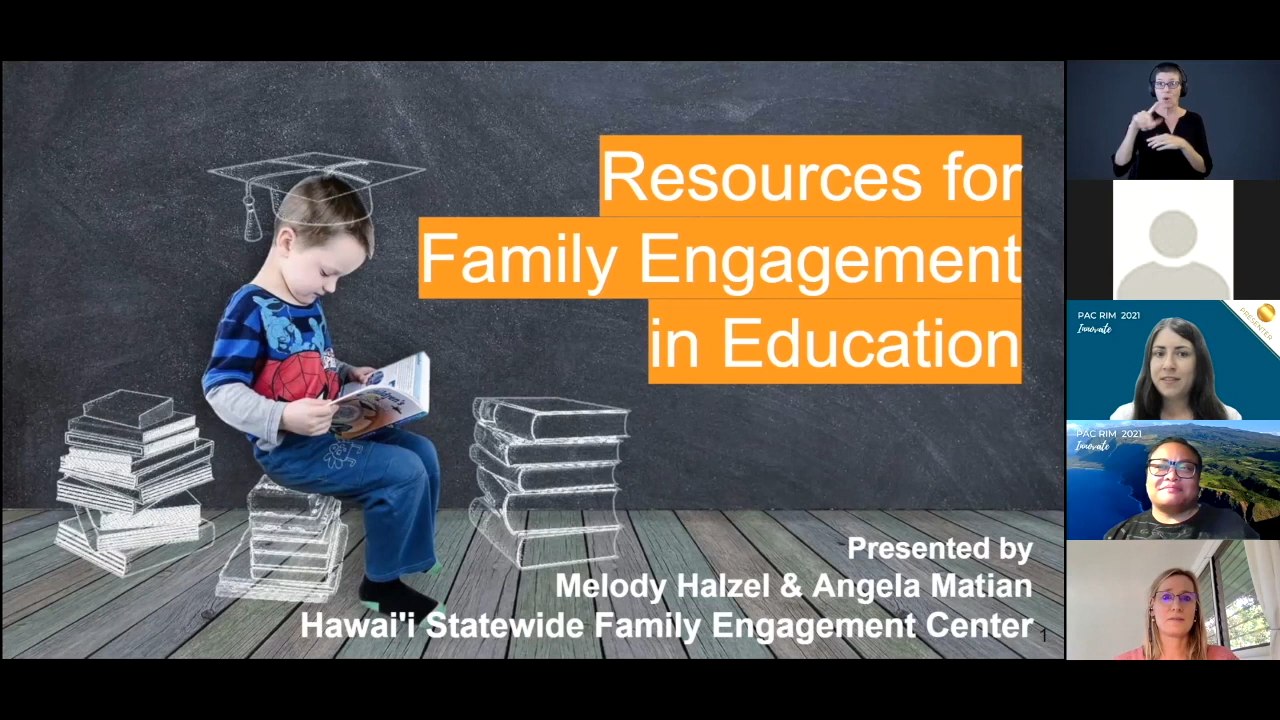 Resources for
Family Engagement
in Education
Presented by
Melody Halzel & Angela Matian
Hawai'i Statewide Family Engagement Center
1
PAC RIM 2021
Innovate
PRESENTER
PAC RIM 2021
Innovate